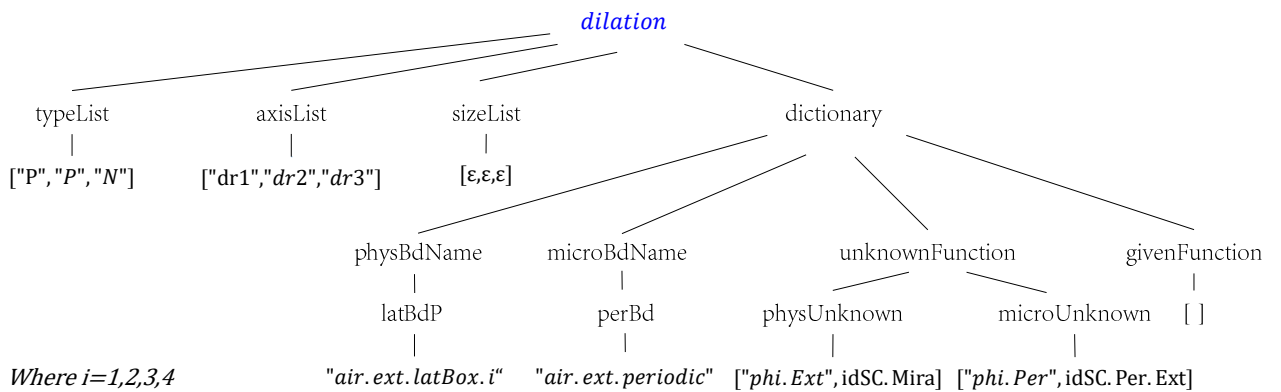 dilation
typeList axisList sizeList dictionary
["P", "P", "N"] ["dr1","dr2","dr3"] [ε,ε,ε]
physBdName microBdName unknownFunction givenFunction
latBdP perBd physUnknown microUnknown [ ]
Where i=1,2,3,4 "air.ext.latBox.i“ "air.ext.periodic" ["phi.Ext", idSC.Mira] ["phi.Per", idSC.Per.Ext]